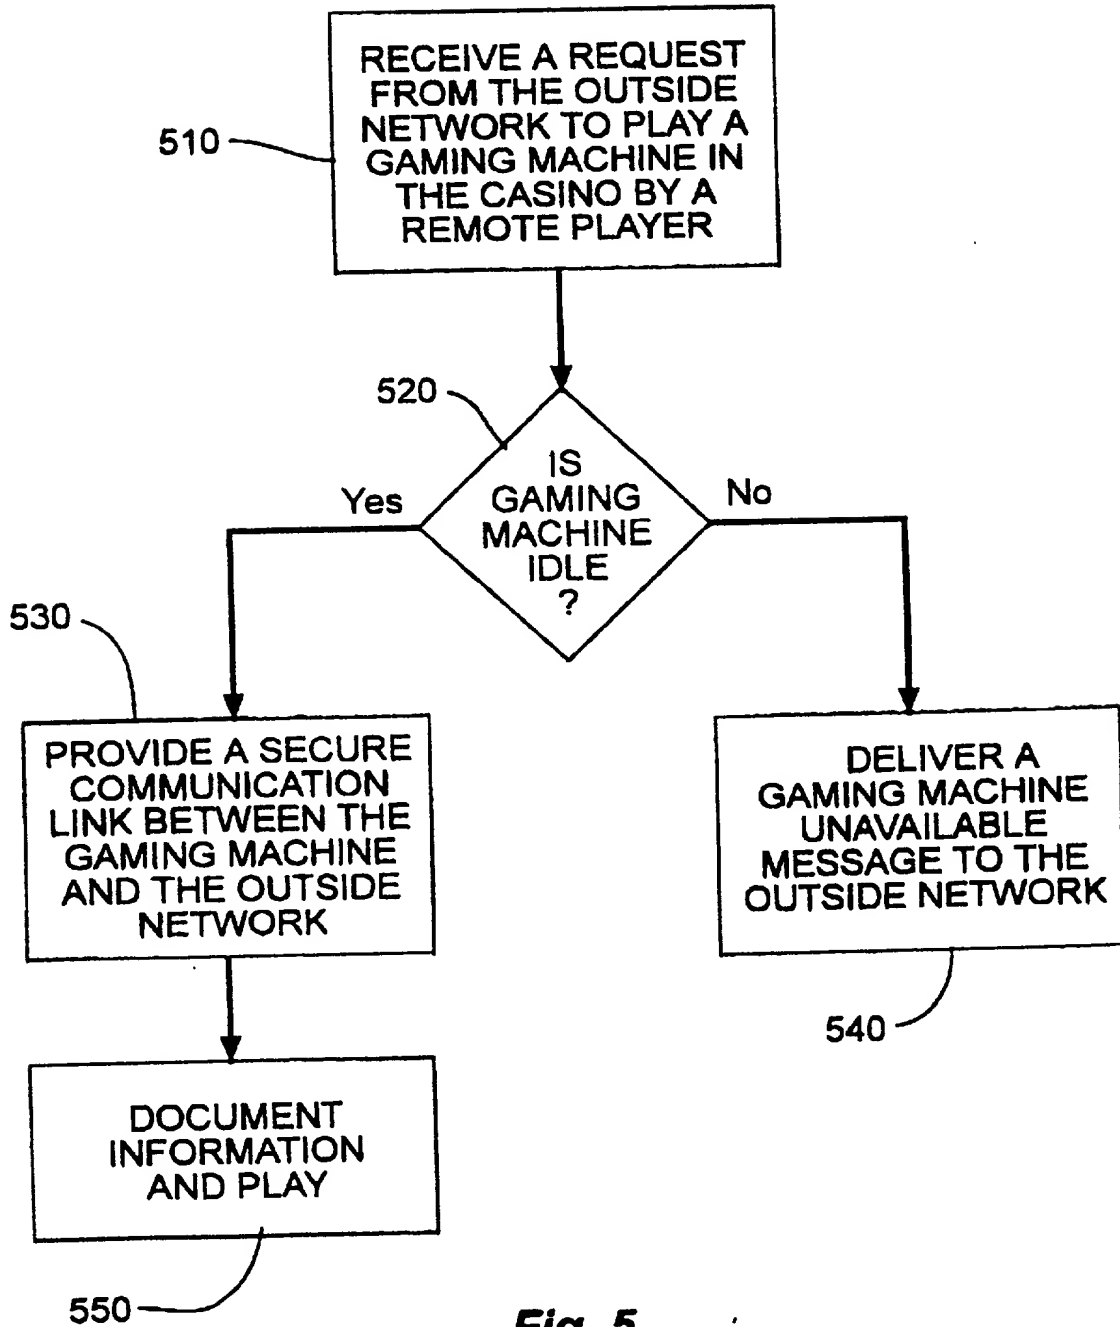 RECEIVE A REQUEST
FROM THE OUTSIDE
NETWORK TO PLAY A
GAMING MACHINE IN
THE CASINO BY A
REMOTE PLAYER
510
520
IS
GAMING
MACHINE
IDLE
?
Yes
No
530
PROVIDE A SECURE
COMMUNICATION
LINK BETWEEN THE
GAMING MACHINE
AND THE OUTSIDE
NETWORK
DELIVER A
GAMING MACHINE
UNAVAILABLE
MESSAGE TO THE
OUTSIDE NETWORK
540
DOCUMENT
INFORMATION
AND PLAY
550
Fig. 5